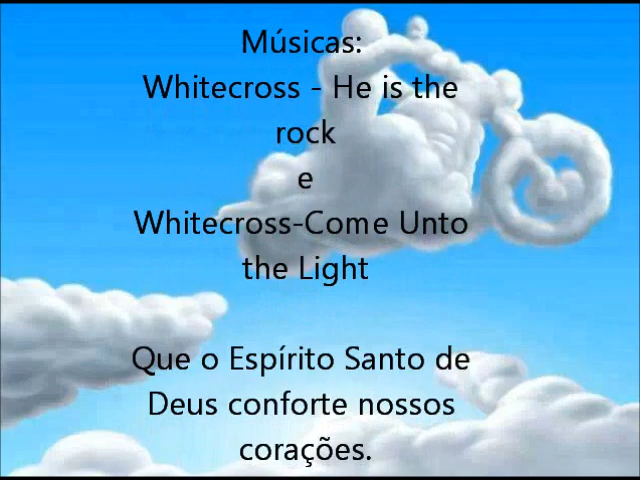 Músicas:
Whitecross - He is the
rock
e
Whitecross-Come Unto
the Light
Que o Espírito Santo de
Deus conforte nossos
corações.